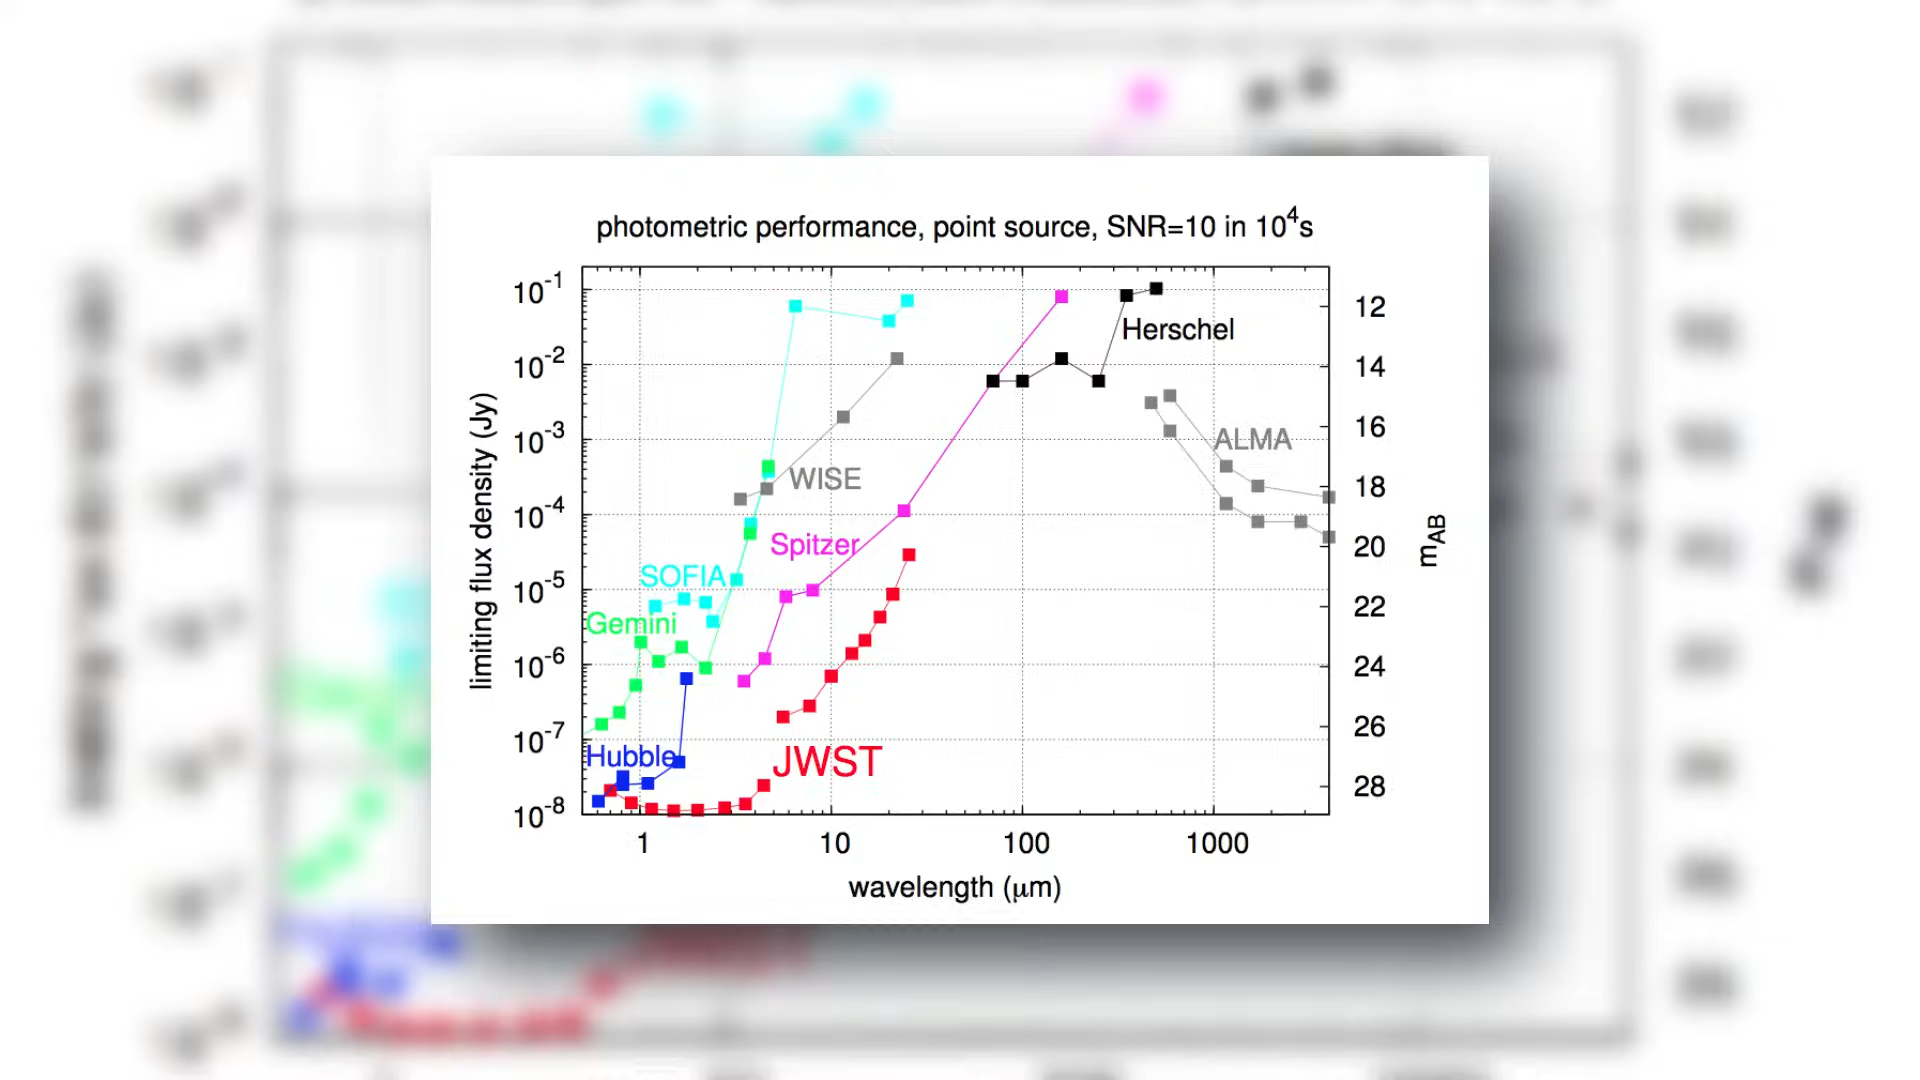 photometric performance, point source, SNR=10 in 10⁴s
limiting flux density (Jy)
10⁻¹
10⁻²
10⁻³
10⁻⁴
10⁻⁵
10⁻⁶
10⁻⁷
10⁻⁸
Herschel
ALMA
WISE
Spitzer
SOFIA
Gemini
Hubble
JWST
12
14
16
18
20
22
24
26
28
mAB
1 10 100 1000
wavelength (μm)